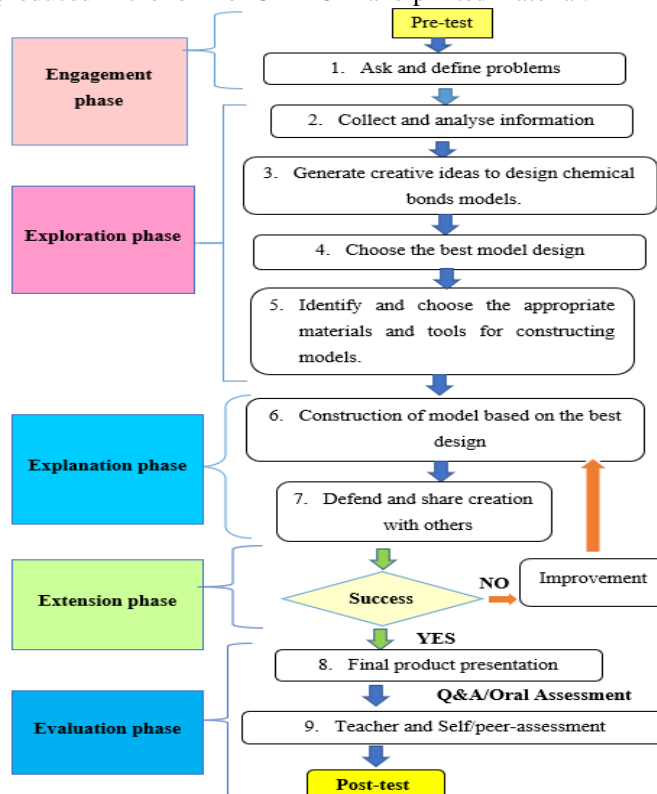 Pre-test
Engagement
phase
1. Ask and define problems
2. Collect and analyse information
3. Generate creative ideas to design chemical
bonds models.
Exploration phase
4. Choose the best model design
5. Identify and choose the appropriate
materials and tools for constructing
models.
6. Construction of model based on the best
design
Explanation phase
7. Defend and share creation
with others
Extension phase
Success
NO
Improvement
YES
8. Final product presentation
Q&A/Oral Assessment
Evaluation phase
9. Teacher and Self/peer-assessment
Post-test